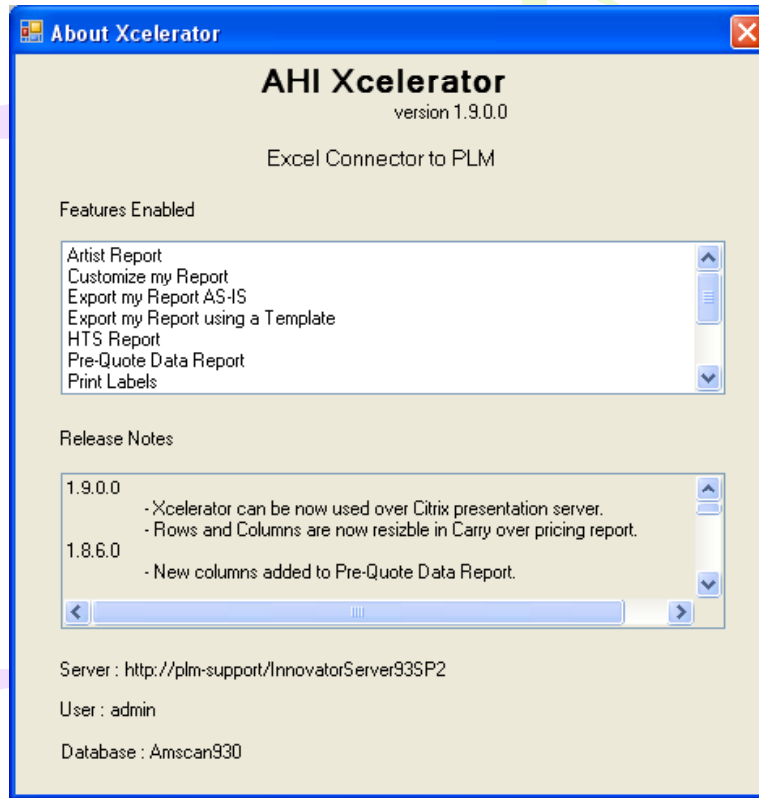 About Xcelerator
AHI Xcelerator
version 1.9.0.0
Excel Connector to PLM
Features Enabled
Artist Report
Customize my Report
Export my Report AS-IS
Export my Report using a Template
HTS Report
Pre-Quote Data Report
Print Labels
Release Notes
1.9.0.0
- Xcelerator can be now used over Citrix presentation server.
- Rows and Columns are now resizble in Carry over pricing report.
1.8.6.0
- New columns added to Pre-Quote Data Report.
Server : http://plm-support/InnovatorServer93SP2
User : admin
Database : Amscan930